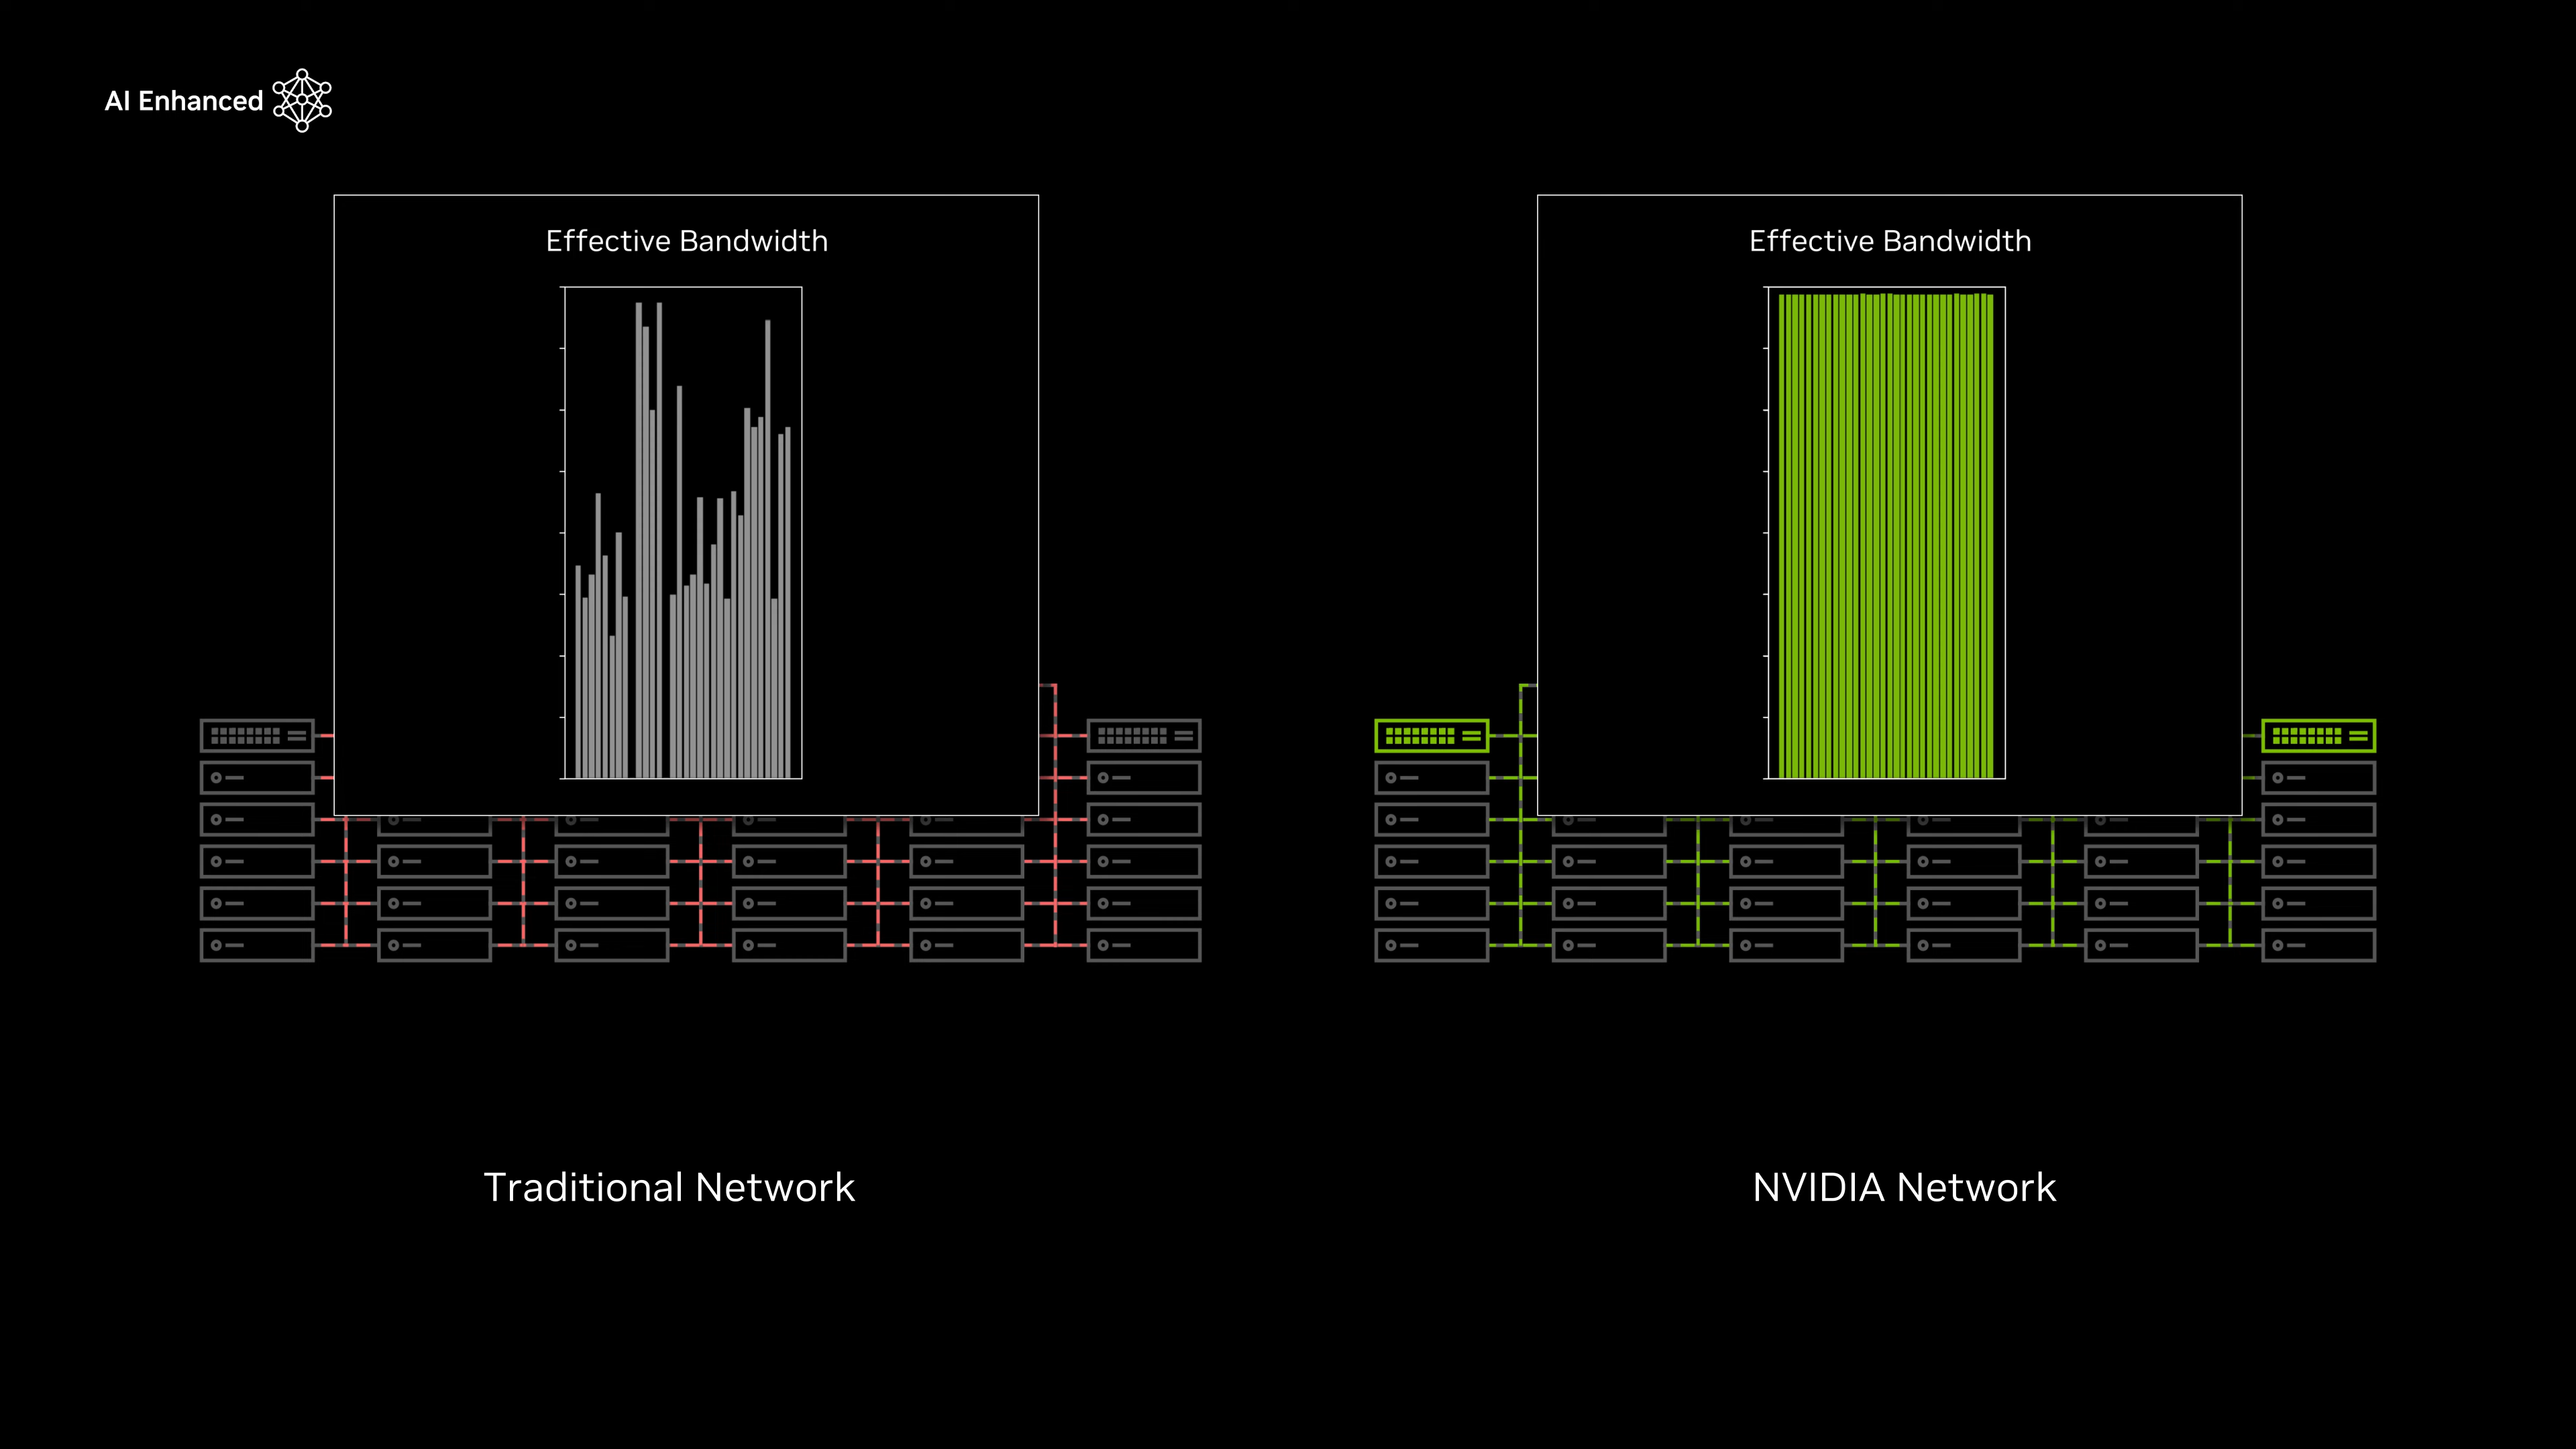 AI Enhanced
Effective Bandwidth
Effective Bandwidth
Traditional Network
NVIDIA Network